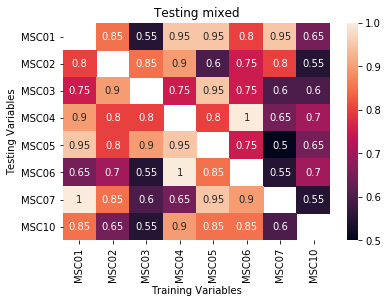 Testing mixed
MSC01 0.85 0.55 0.95 0.95 0.8 0.95 0.65
MSC02 0.8 0.85 0.9 0.6 0.75 0.8 0.55
MSC03 0.75 0.9 0.75 0.95 0.75 0.6 0.6
MSC04 0.9 0.8 0.8 0.8 1 0.65 0.7
MSC05 0.95 0.8 0.9 0.95 0.75 0.5 0.65
MSC06 0.65 0.7 0.55 1 0.85 0.55 0.7
MSC07 1 0.85 0.6 0.65 0.95 0.9 0.55
MSC10 0.85 0.65 0.55 0.9 0.85 0.85 0.6
Testing Variables
MSC01 MSC02 MSC03 MSC04 MSC05 MSC06 MSC07 MSC10
Training Variables
1.0
0.9
0.8
0.7
0.6
0.5